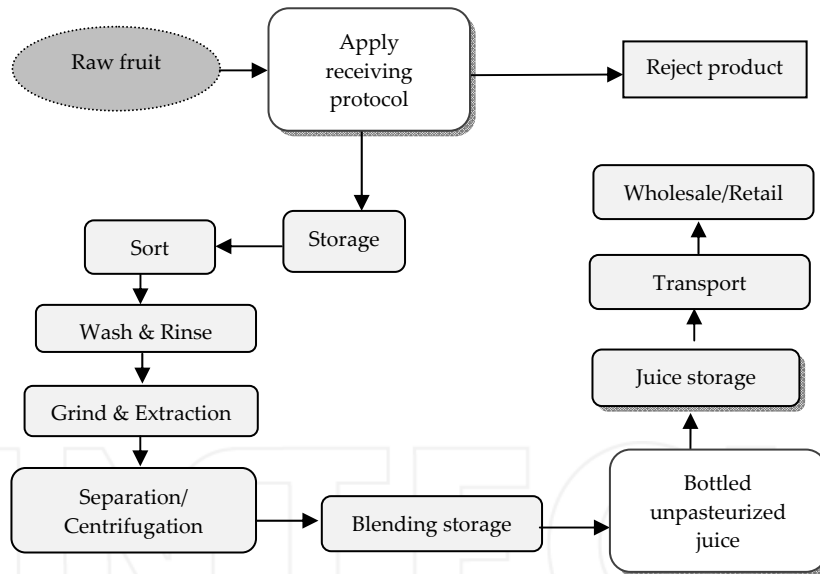 Raw fruit
Apply
receiving
protocol
Reject product
Storage
Sort
Wash & Rinse
Grind & Extraction
Separation/
Centrifugation
Blending storage
Bottled
unpasteurized
juice
Juice storage
Transport
Wholesale/Retail